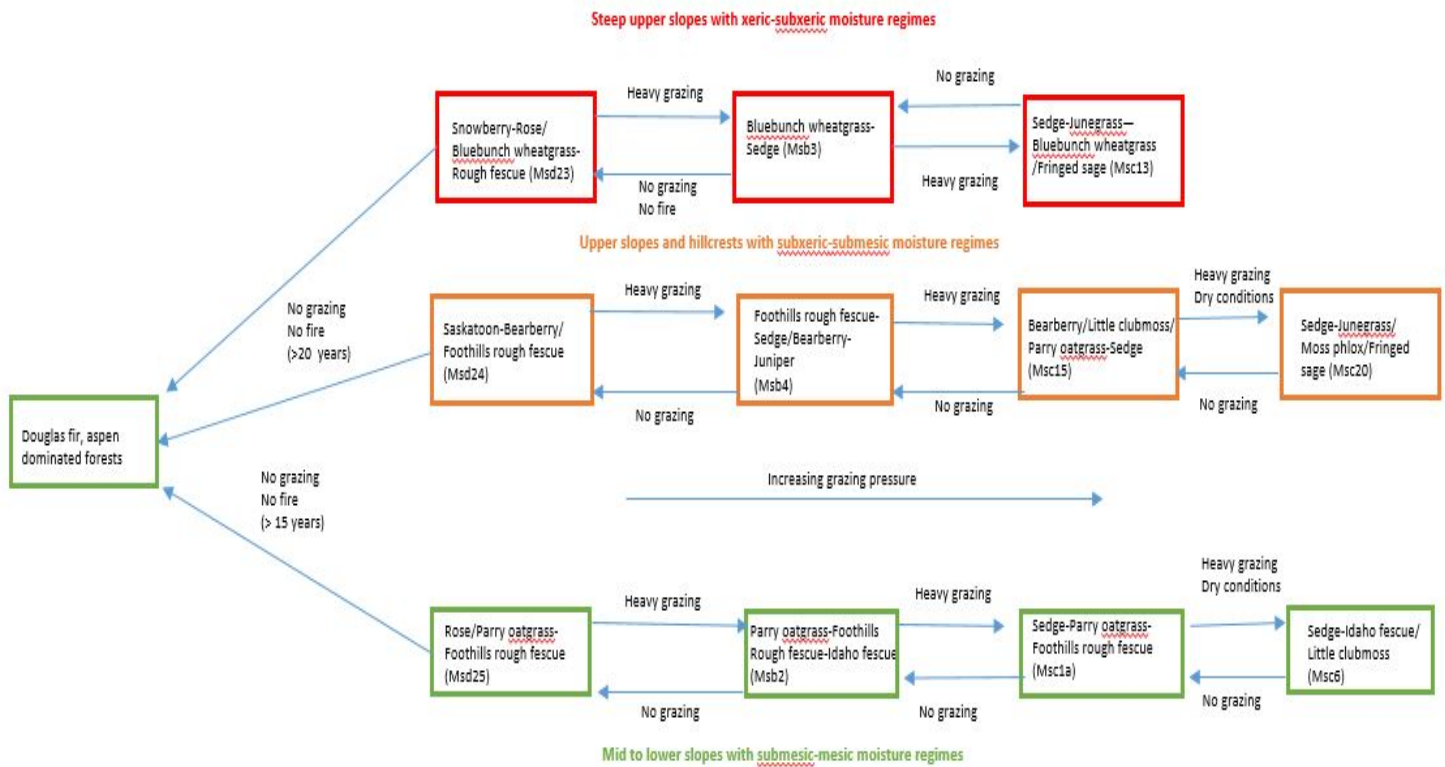 Steep upper slopes with xeric-subxeric moisture regimes
No grazing
Heavy grazing
Snowberry-Rose/
Bluebunch wheatgrass-
Rough fescue (Msd23)
Bluebunch wheatgrass-
Sedge (Msb3)
Sedge-Junegrass—
Bluebunch wheatgrass
/Fringed sage (Msc13)
No grazing
No fire
Heavy grazing
Upper slopes and hillcrests with subxeric-submesic moisture regimes
No grazing
No fire
(>20 years)
Heavy grazing
Heavy grazing
Heavy grazing
Dry conditions
Saskatoon-Bearberry/
Foothills rough fescue
(Msd24)
Foothills rough fescue-
Sedge/Bearberry-
Juniper
(Msb4)
Bearberry/Little clubmoss/
Parry oatgrass-Sedge
(Msc15)
Sedge-Junegrass/
Moss phlox/Fringed
sage (Msc20)
No grazing
No grazing
No grazing
Douglas fir, aspen
dominated forests
No grazing
No fire
(> 15 years)
Increasing grazing pressure
Heavy grazing
Heavy grazing
Heavy grazing
Dry conditions
Rose/Parry oatgrass-
Foothills rough fescue
(Msd25)
Parry oatgrass-Foothills
Rough fescue-Idaho fescue
(Msb2)
Sedge-Parry oatgrass-
Foothills rough fescue
(Msc1a)
Sedge-Idaho fescue/
Little clubmoss
(Msc6)
No grazing
No grazing
No grazing
Mid to lower slopes with submesic-mesic moisture regimes